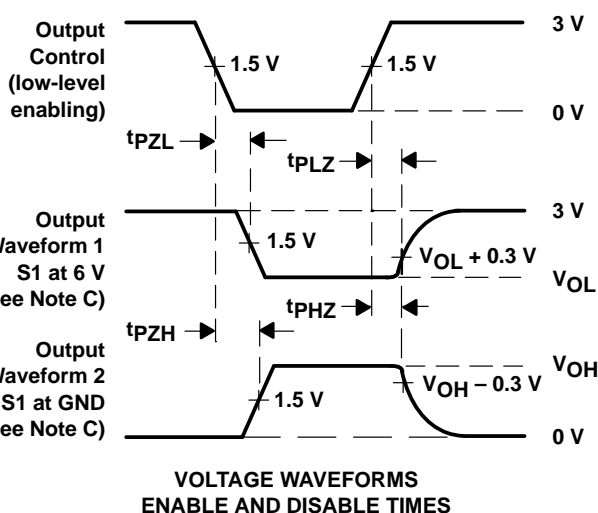 Output
Control
(low-level
enabling)
3 V
1.5 V
1.5 V
0 V
tPZL
tPLZ
Output
Waveform 1
S1 at 6 V
(see Note C)
3 V
1.5 V
VOL + 0.3 V
VOL
tPHZ
tPZH
Output
Waveform 2
S1 at GND
(see Note C)
VOH
VOH – 0.3 V
1.5 V
0 V
VOLTAGE WAVEFORMS
ENABLE AND DISABLE TIMES